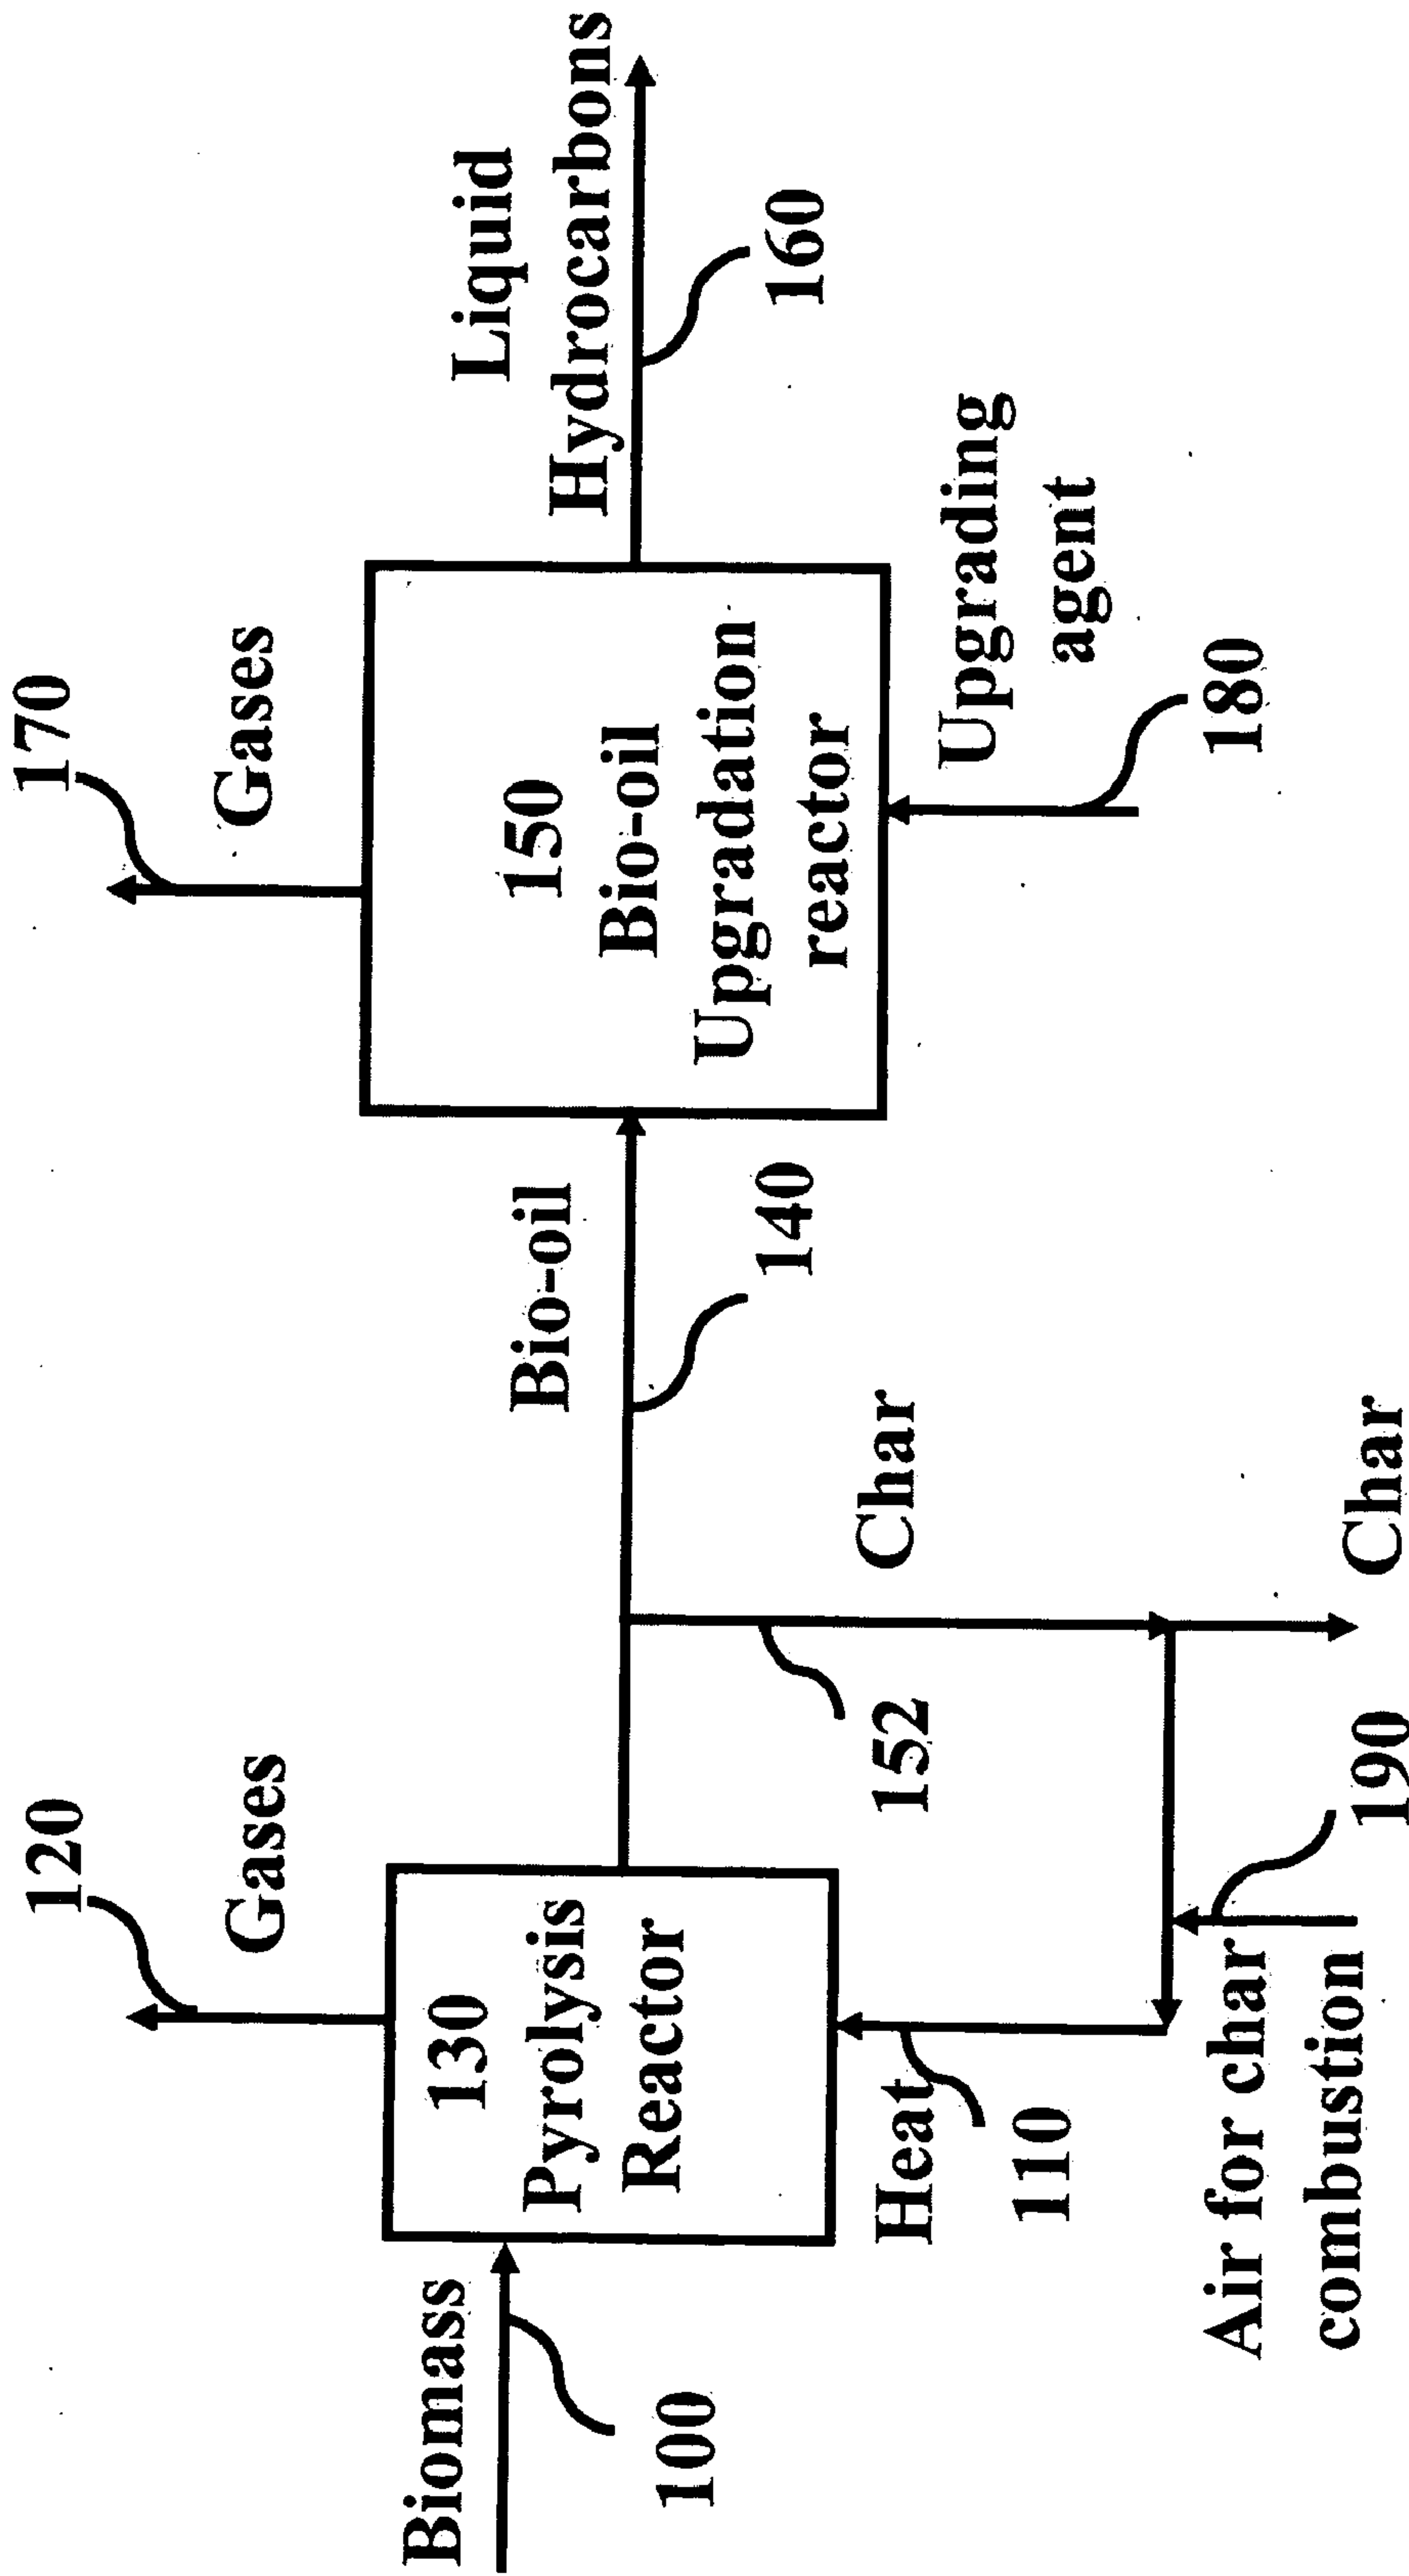 120
Gases
130
Pyrolysis
Reactor
Biomass
100
Heat
110
Air for char
combustion
190
152
Char
Char
Bio-oil
140
170
Gases
150
Bio-oil
Upgradation
reactor
Upgrading
agent
180
Liquid
Hydrocarbons
160